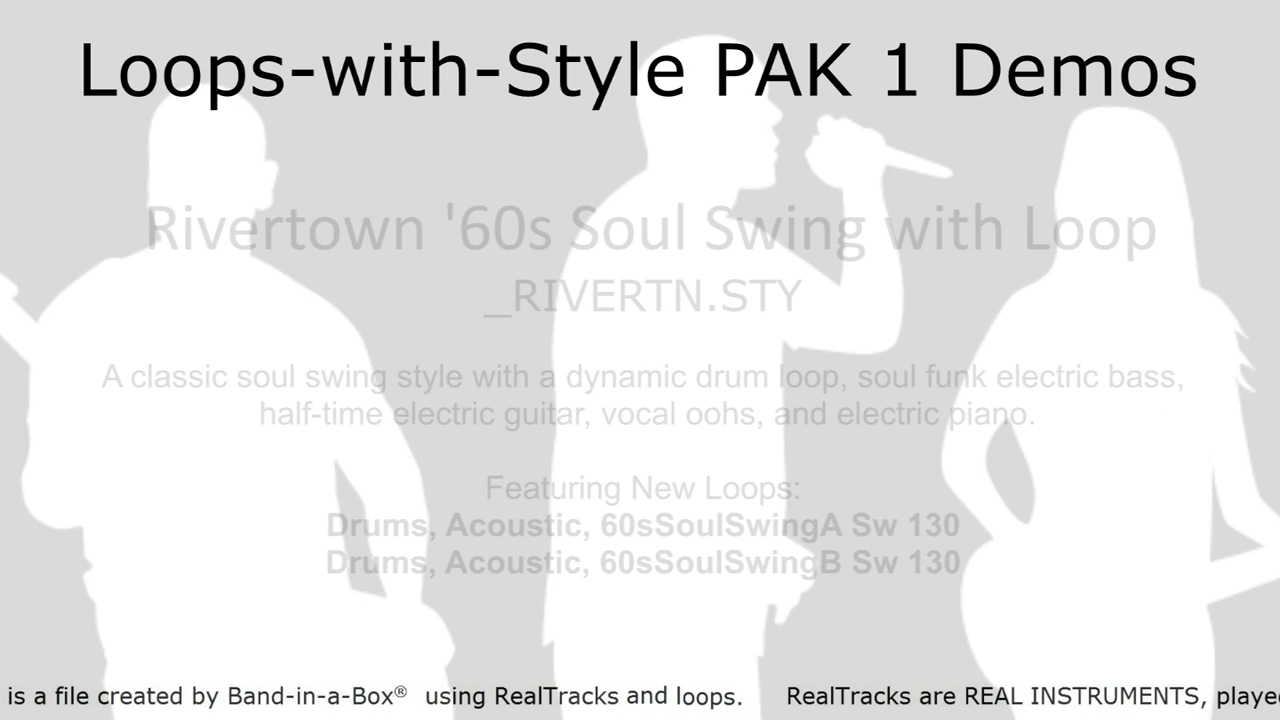 Loops-with-Style PAK 1 Demos
Rivertown '60s Soul Swing with Loop
_RIVERTN.STY
A classic soul swing style with a dynamic drum loop, soul funk electric bass,
half-time electric guitar, vocal oohs, and electric piano.
Featuring New Loops:
Drums, Acoustic, 60sSoulSwingA Sw 130
Drums, Acoustic, 60sSoulSwingB Sw 130
is a file created by Band-in-a-Box® using RealTracks and loops. RealTracks are REAL INSTRUMENTS, playe